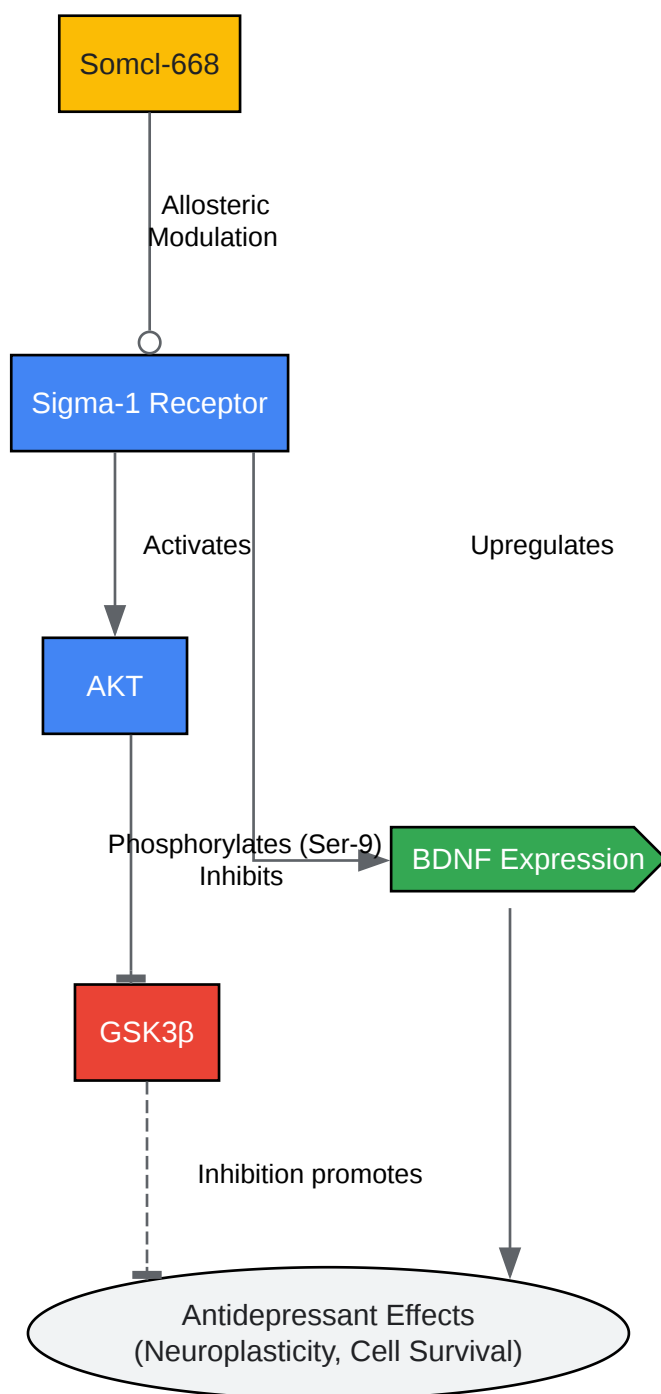 Somcl-668
Allosteric
Modulation
Sigma-1 Receptor
Activates
Upregulates
AKT
Phosphorylates (Ser-9)
Inhibits
BDNF Expression
GSK3β
Inhibition promotes
Antidepressant Effects
(Neuroplasticity, Cell Survival)